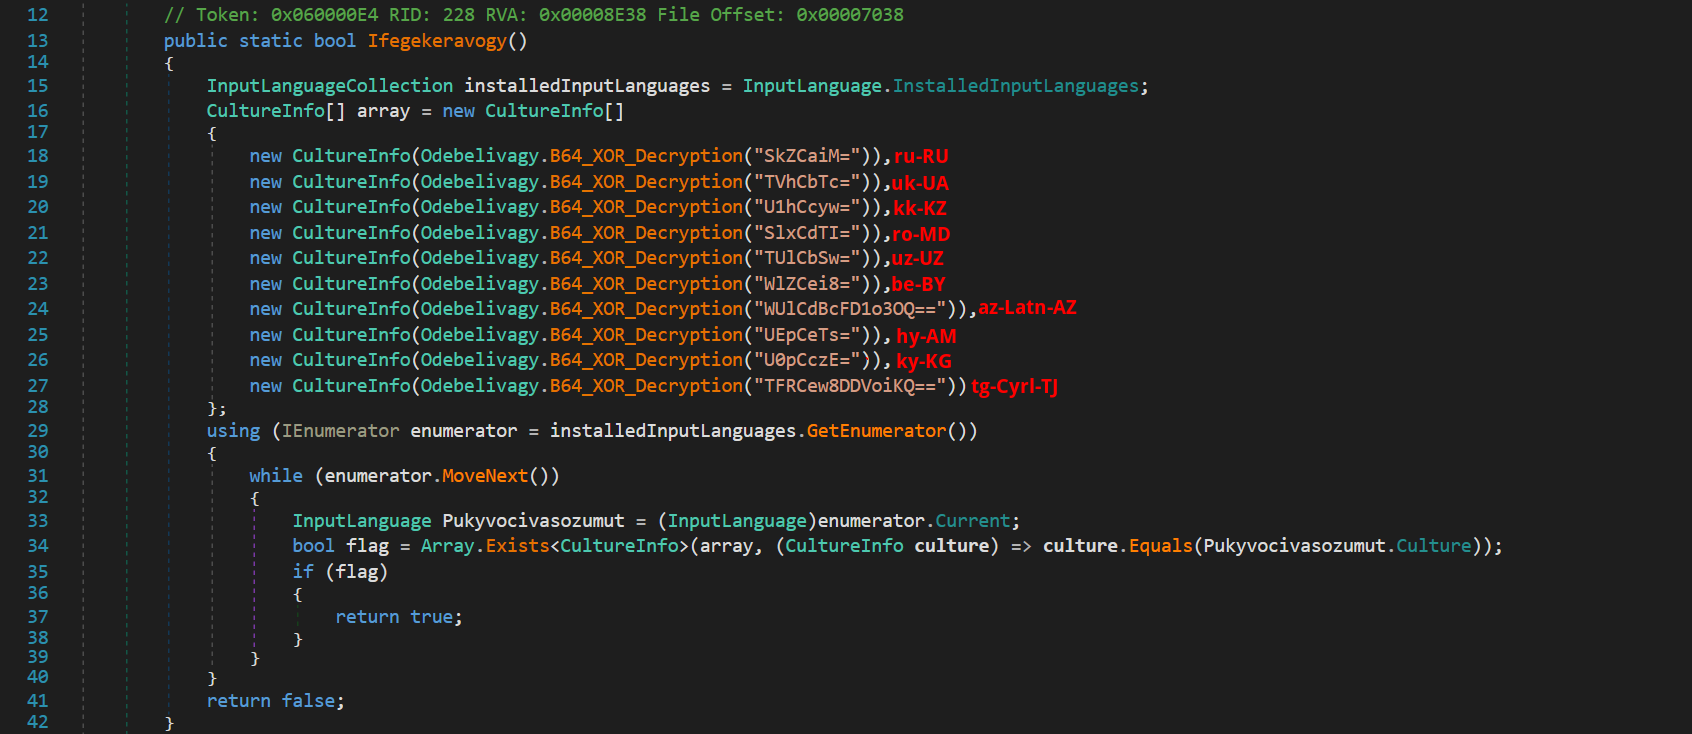 12 // Token: 0x060000E4 RID: 228 RVA: 0x00008E38 File Offset: 0x00007038
13 public static bool Ifegekeravogy()
14 {
15 InputLanguageCollection installedInputLanguages = InputLanguage.InstalledInputLanguages;
16 CultureInfo[] array = new CultureInfo[]
17 {
18 new CultureInfo(Odebelivagy.B64_XOR_Decryption("SkZCaiM=")),ru-RU
19 new CultureInfo(Odebelivagy.B64_XOR_Decryption("TVhCbTc=")),uk-UA
20 new CultureInfo(Odebelivagy.B64_XOR_Decryption("U1hCcyw=")),kk-KZ
21 new CultureInfo(Odebelivagy.B64_XOR_Decryption("SlxCdTI=")),ro-MD
22 new CultureInfo(Odebelivagy.B64_XOR_Decryption("TUlCbSw=")),uz-UZ
23 new CultureInfo(Odebelivagy.B64_XOR_Decryption("WlZCei8=")),be-BY
24 new CultureInfo(Odebelivagy.B64_XOR_Decryption("WUlCdBcFD1o3OQ==")),az-Latn-AZ
25 new CultureInfo(Odebelivagy.B64_XOR_Decryption("UEpCeTs=")),hy-AM
26 new CultureInfo(Odebelivagy.B64_XOR_Decryption("U0pCczE=")),ky-KG
27 new CultureInfo(Odebelivagy.B64_XOR_Decryption("TFRCew8DDVoiKQ=="))tg-Cyrl-TJ
28 };
29 using (IEnumerator enumerator = installedInputLanguages.GetEnumerator())
30 {
31 while (enumerator.MoveNext())
32 {
33 InputLanguage Pukyvocivasozumut = (InputLanguage)enumerator.Current;
34 bool flag = Array.Exists<CultureInfo>(array, (CultureInfo culture) => culture.Equals(Pukyvocivasozumut.Culture));
35 if (flag)
36 {
37 return true;
38 }
39 }
40 }
41 return false;
42 }